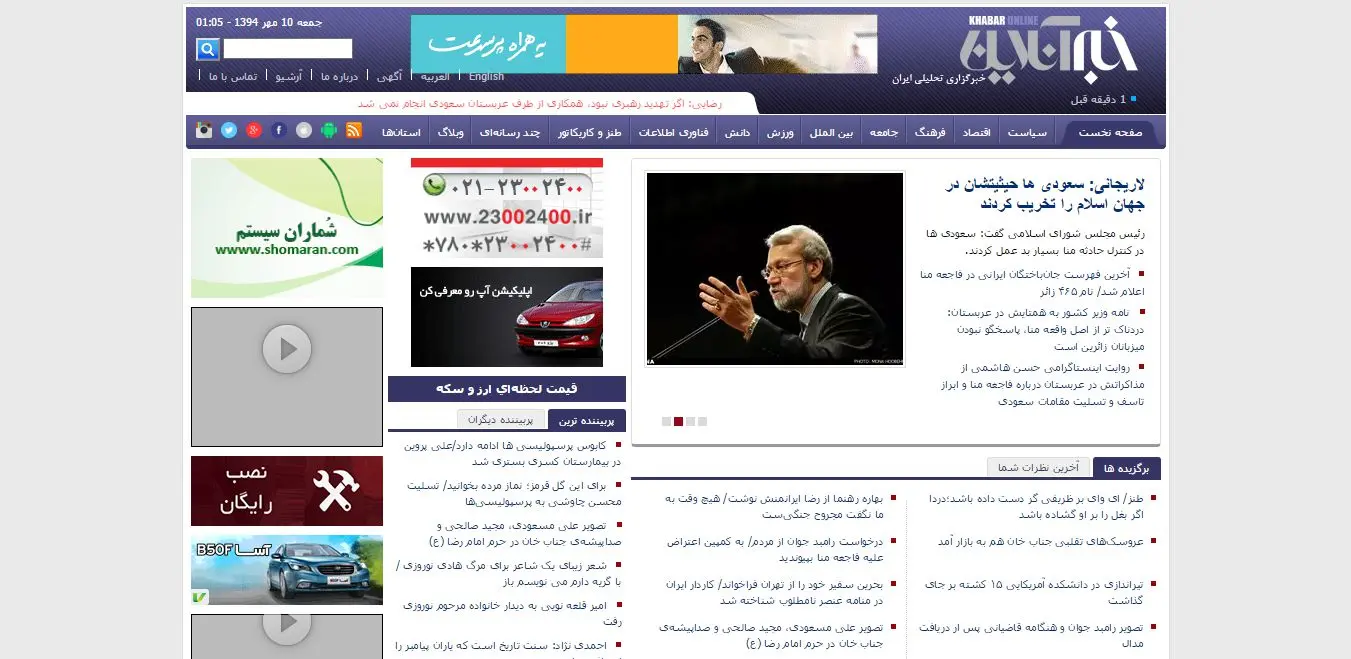 جمعه 10 مهر 1394 - 01:05
KHABAR ONLINE
خبرآنلاین
خبرگزاری تحلیلی ایران
یه همراه پرسرعت
English
العربیه
آگهی
درباره ما
آرشیو
تماس با ما
1 دقیقه قبل
رضایی: اگر تهدید رهبری نبود، همکاری از طرف عربستان سعودی انجام نمی شد
صفحه نخست
سیاست
اقتصاد
فرهنگ
جامعه
بین الملل
ورزش
دانش
فناوری اطلاعات
طنز و کاریکاتور
چند رسانه‌ای
وبلاگ
استان‌ها
لاریجانی: سعودی ها حیثیتشان در
جهان اسلام را تخریب کردند
رئیس مجلس شورای اسلامی گفت: سعودی ها
در کنترل حادثه منا بسیار بد عمل کردند.
آخرین فهرست جان‌باختگان ایرانی در فاجعه منا
اعلام شد/ نام ۴۶۵ زائر
نامه وزیر کشور به همتایش در عربستان:
دردناک تر از اصل واقعه منا، پاسخگو نبودن
میزبانان زائرین است
روایت اینستاگرامی حسن هاشمی از
مذاکراتش در عربستان درباره فاجعه منا و ابراز
تاسف و تسلیت مقامات سعودی
PHOTO: MONA HOOBEH
برگزیده ها
آخرین نظرات شما
طنز/ ای وای بر ظریفی گر دست داده باشد؛دردا
اگر بغل را بر او گشاده باشد
عروسک‌های تقلبی جناب خان هم به بازار آمد
تیراندازی در دانشکده آمریکایی ۱۵ کشته بر جای
گذاشت
تصویر رامبد جوان و هنگامه قاضیانی پس از دریافت
مدال
بهاره رهنما از رضا ایرانمنش نوشت/ هیچ وقت به
ما نگفت مجروح جنگی‌ست
درخواست رامبد جوان از مردم/ به کمپین اعتراض
علیه فاجعه منا بپیوندید
بحرین سفیر خود را از تهران فراخواند/ کاردار ایران
در منامه عنصر نامطلوب شناخته شد
تصویر علی مسعودی، مجید صالحی و صداپیشه‌ی
جناب خان در حرم امام رضا (ع)
۰۲۱-۲۳۰۰۲۴۰۰
www.23002400.ir
*۷۸۰*۲۳۰۰۲۴۰۰#
اپلیکیشن آپ رو معرفی کن
قیمت لحظه‌اي ارز و سکه
پربیننده ترین
پربیننده دیگران
کابوس پرسپولیسی ها ادامه دارد/علی پروین
در بیمارستان کسری بستری شد
برای این گل قرمز؛ نماز مرده بخوانید/ تسلیت
محسن چاوشی به پرسپولیسی‌ها
تصویر علی مسعودی، مجید صالحی و
صداپیشه‌ی جناب خان در حرم امام رضا (ع)
شعر زیبای یک شاعر برای مرگ هادی نوروزی /
با گریه دارم می نویسم باز
امیر قلعه نویی به دیدار خانواده مرحوم نوروزی
رفت
احمدی نژاد: سنت تاریخ است که یاران پیامبر را
شُماران سیستم
www.shomaran.com
نصب
رایگان
آسا B50F